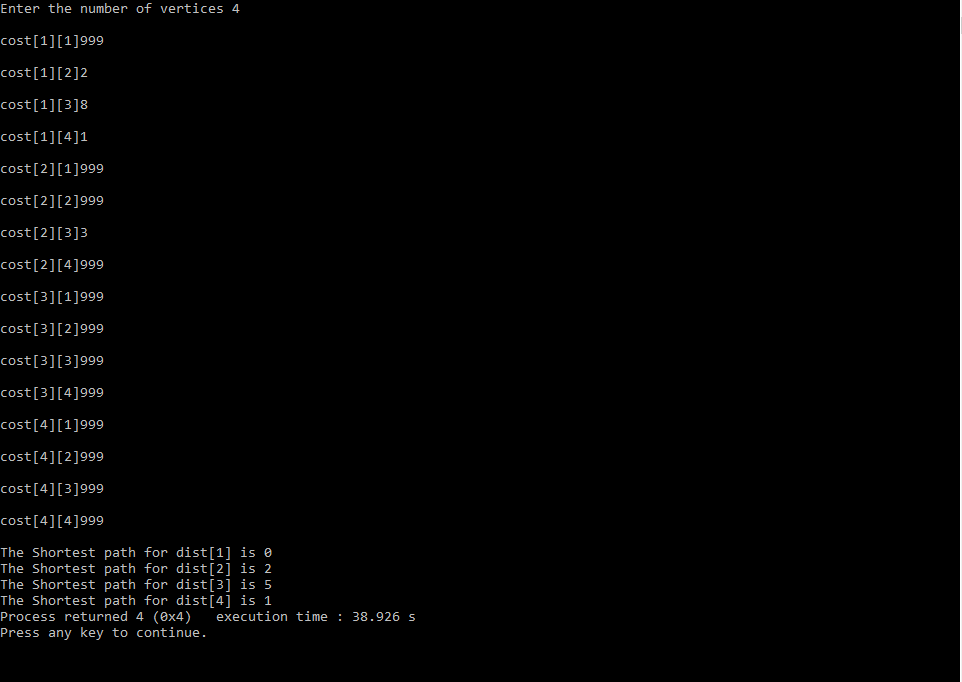 Enter the number of vertices 4
cost[1][1]999
cost[1][2]2
cost[1][3]8
cost[1][4]1
cost[2][1]999
cost[2][2]999
cost[2][3]3
cost[2][4]999
cost[3][1]999
cost[3][2]999
cost[3][3]999
cost[3][4]999
cost[4][1]999
cost[4][2]999
cost[4][3]999
cost[4][4]999
The Shortest path for dist[1] is 0
The Shortest path for dist[2] is 2
The Shortest path for dist[3] is 5
The Shortest path for dist[4] is 1
Process returned 4 (0x4)   execution time : 38.926 s
Press any key to continue.